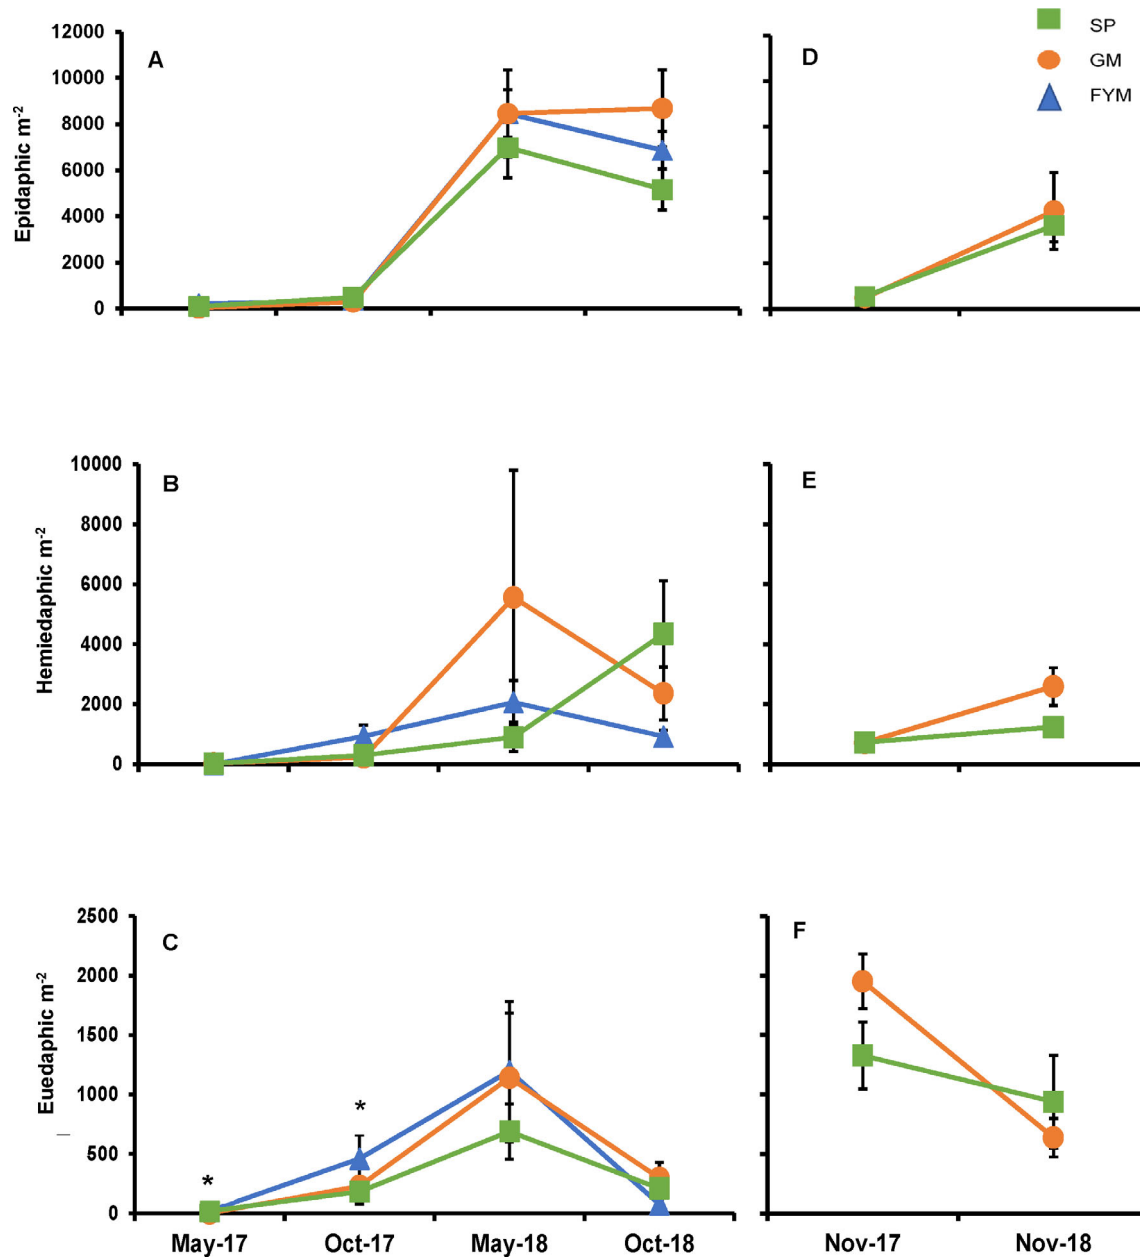 SP
GM
FYM
A
D
Epidaphic m-2
12000
10000
8000
6000
4000
2000
0
B
E
Hemiedaphic m-2
10000
8000
6000
4000
2000
0
C
F
Euedaphic m-2
2500
2000
1500
1000
500
0
*
*
May-17 Oct-17 May-18 Oct-18 Nov-17 Nov-18